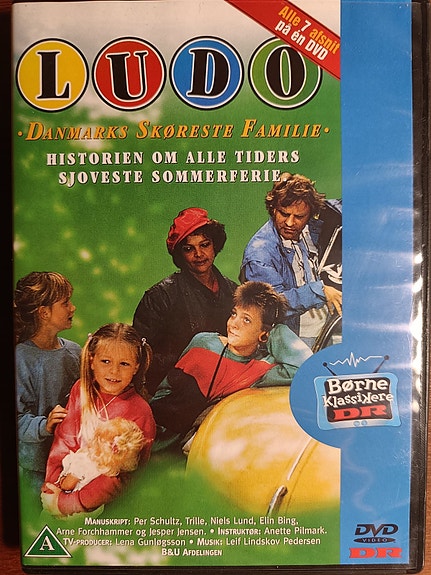 Alle 7 afsnit
på én DVD
LUDO
· DANMARKS SKØRESTE FAMILIE ·
HISTORIEN OM ALLE TIDERS
SJOVESTE SOMMERFERIE
Børne
Klassikere
DR
MANUSKRIPT: Per Schultz, Trille, Niels Lund, Elin Bing,
Arne Forchhammer og Jesper Jensen. • INSTRUKTØR: Anette Pilmark.
TV-PRODUCER: Lena Gunløgsson • MUSIK: Leif Lindskov Pedersen
B&U AFDELINGEN
A
DVD
VIDEO
DR